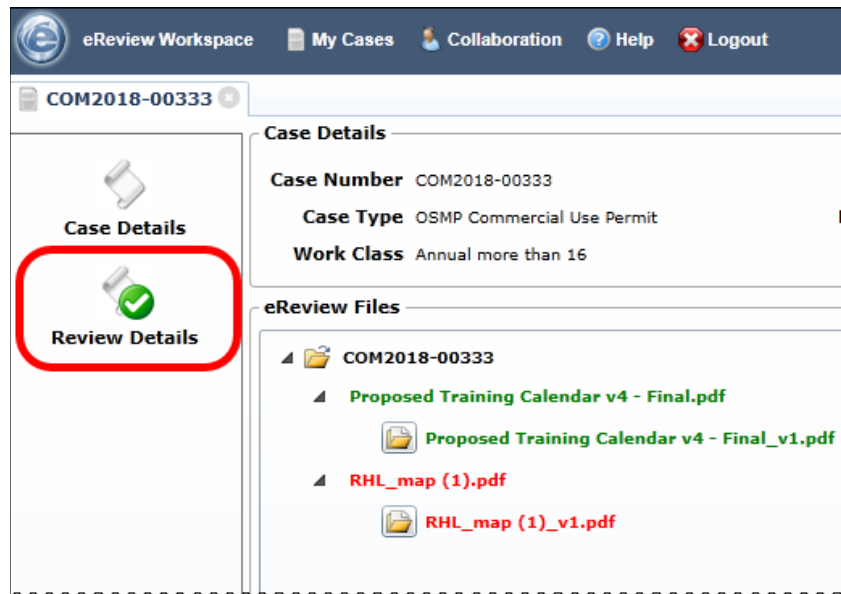 eReview Workspace My Cases Collaboration Help Logout
COM2018-00333
Case Details
Review Details
Case Details
Case Number COM2018-00333
Case Type OSMP Commercial Use Permit
Work Class Annual more than 16
eReview Files
COM2018-00333
Proposed Training Calendar v4 - Final.pdf
Proposed Training Calendar v4 - Final_v1.pdf
RHL_map (1).pdf
RHL_map (1)_v1.pdf